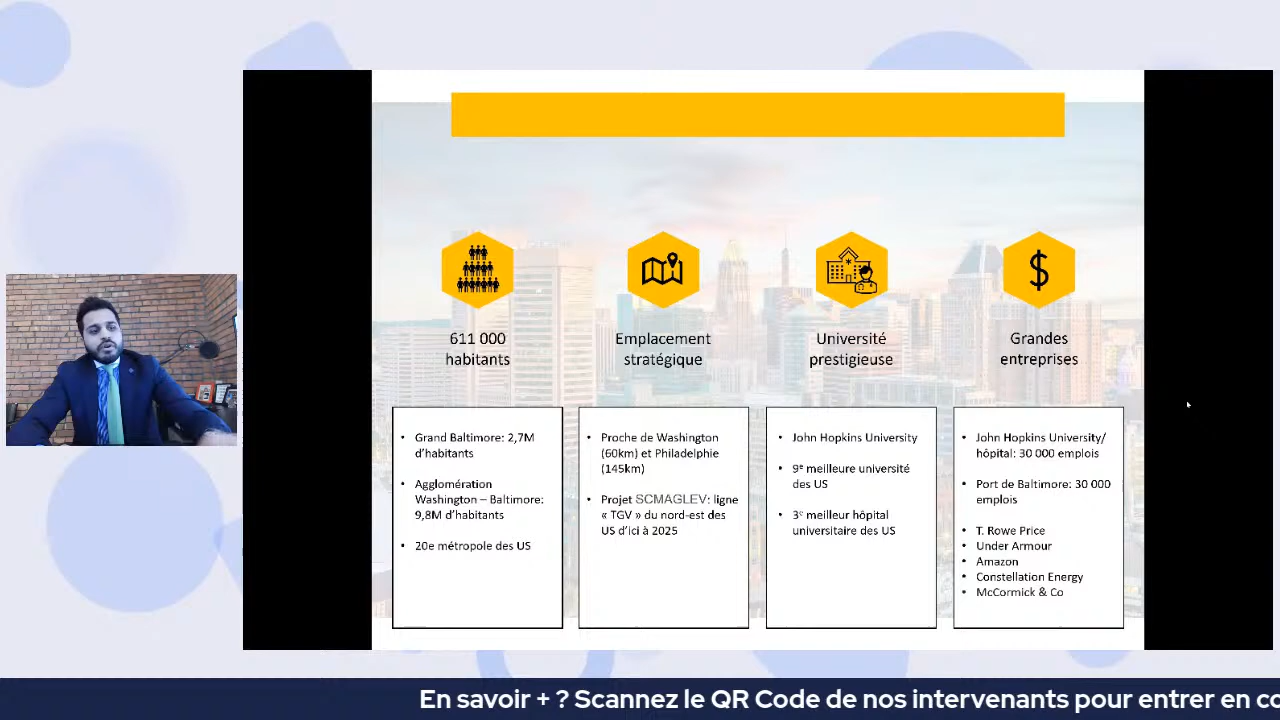 611 000
habitants
Emplacement
stratégique
Université
prestigieuse
Grandes
entreprises
• Grand Baltimore: 2,7M
d'habitants
• Agglomération
Washington – Baltimore:
9,8M d'habitants
• 20e métropole des US
• Proche de Washington
(60km) et Philadelphie
(145km)
• Projet SCMAGLEV: ligne
« TGV » du nord-est des
US d'ici à 2025
• John Hopkins University
• 9e meilleure université
des US
• 3e meilleur hôpital
universitaire des US
• John Hopkins University/
hôpital: 30 000 emplois
• Port de Baltimore: 30 000
emplois
• T. Rowe Price
• Under Armour
• Amazon
• Constellation Energy
• McCormick & Co
En savoir + ? Scannez le QR Code de nos intervenants pour entrer en co